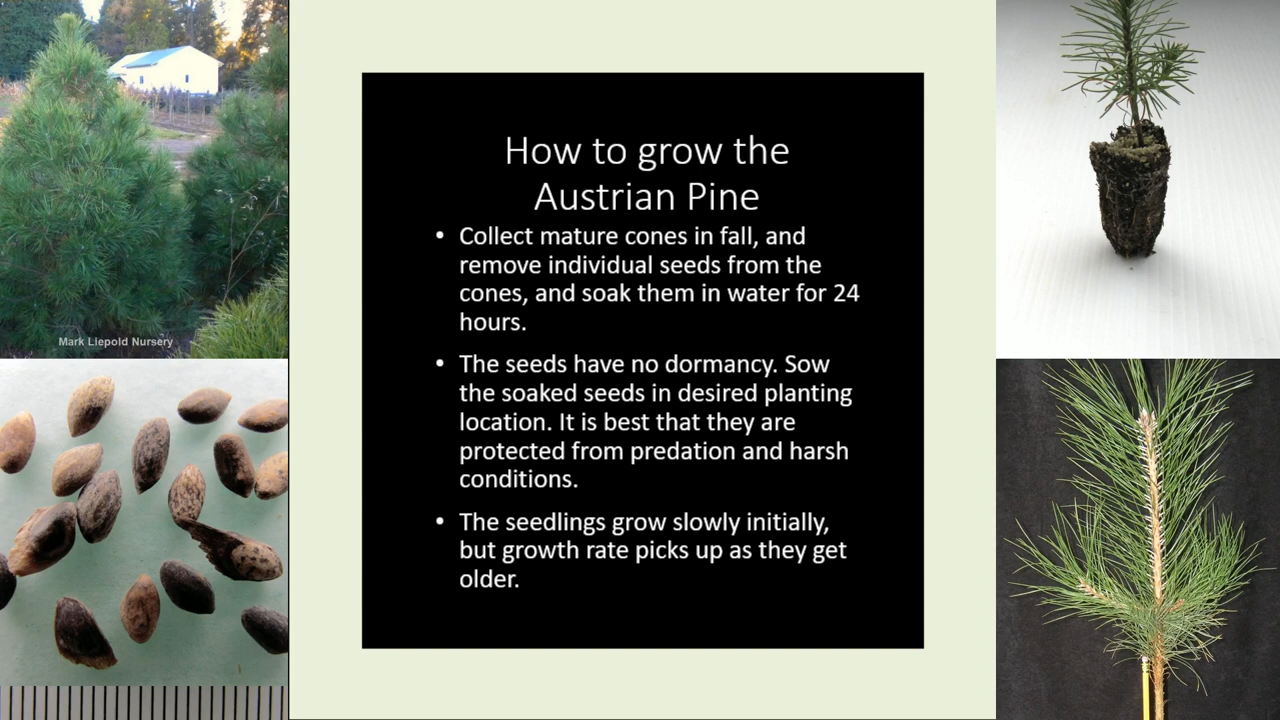 How to grow the
Austrian Pine
• Collect mature cones in fall, and
remove individual seeds from the
cones, and soak them in water for 24
hours.
• The seeds have no dormancy. Sow
the soaked seeds in desired planting
location. It is best that they are
protected from predation and harsh
conditions.
• The seedlings grow slowly initially,
but growth rate picks up as they get
older.
Mark Liepold Nursery